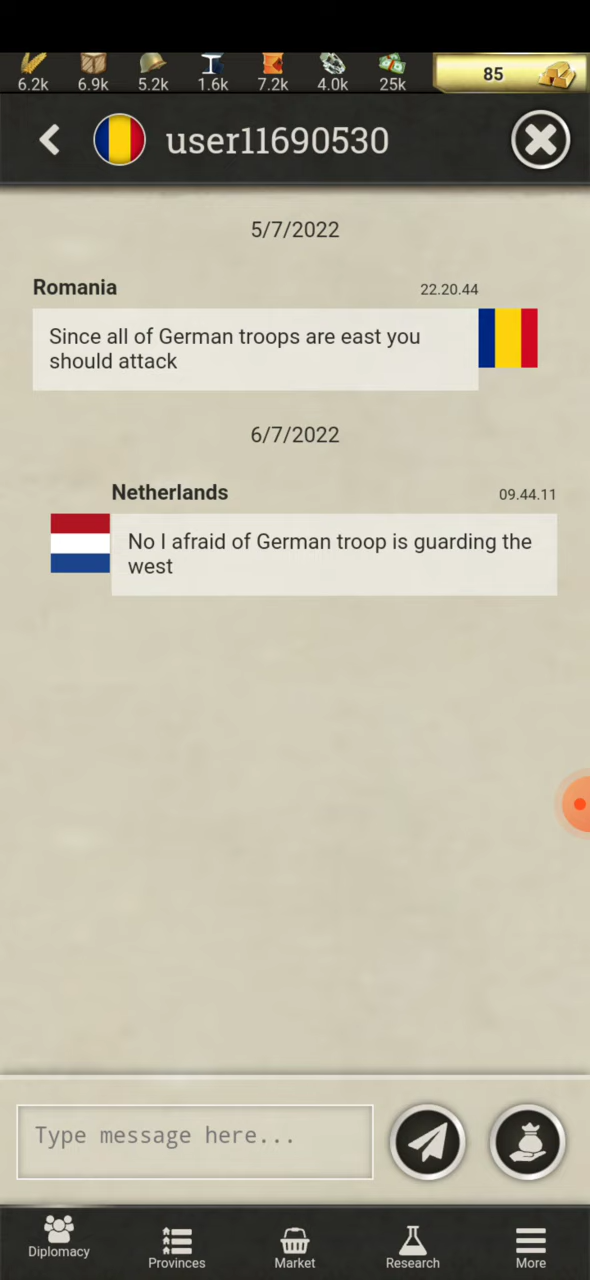 6.2k 6.9k 5.2k 1.6k 7.2k 4.0k 25k 85
user11690530
5/7/2022
Romania 22.20.44
Since all of German troops are east you
should attack
6/7/2022
Netherlands 09.44.11
No I afraid of German troop is guarding the
west
Type message here...
Diplomacy Provinces Market Research More